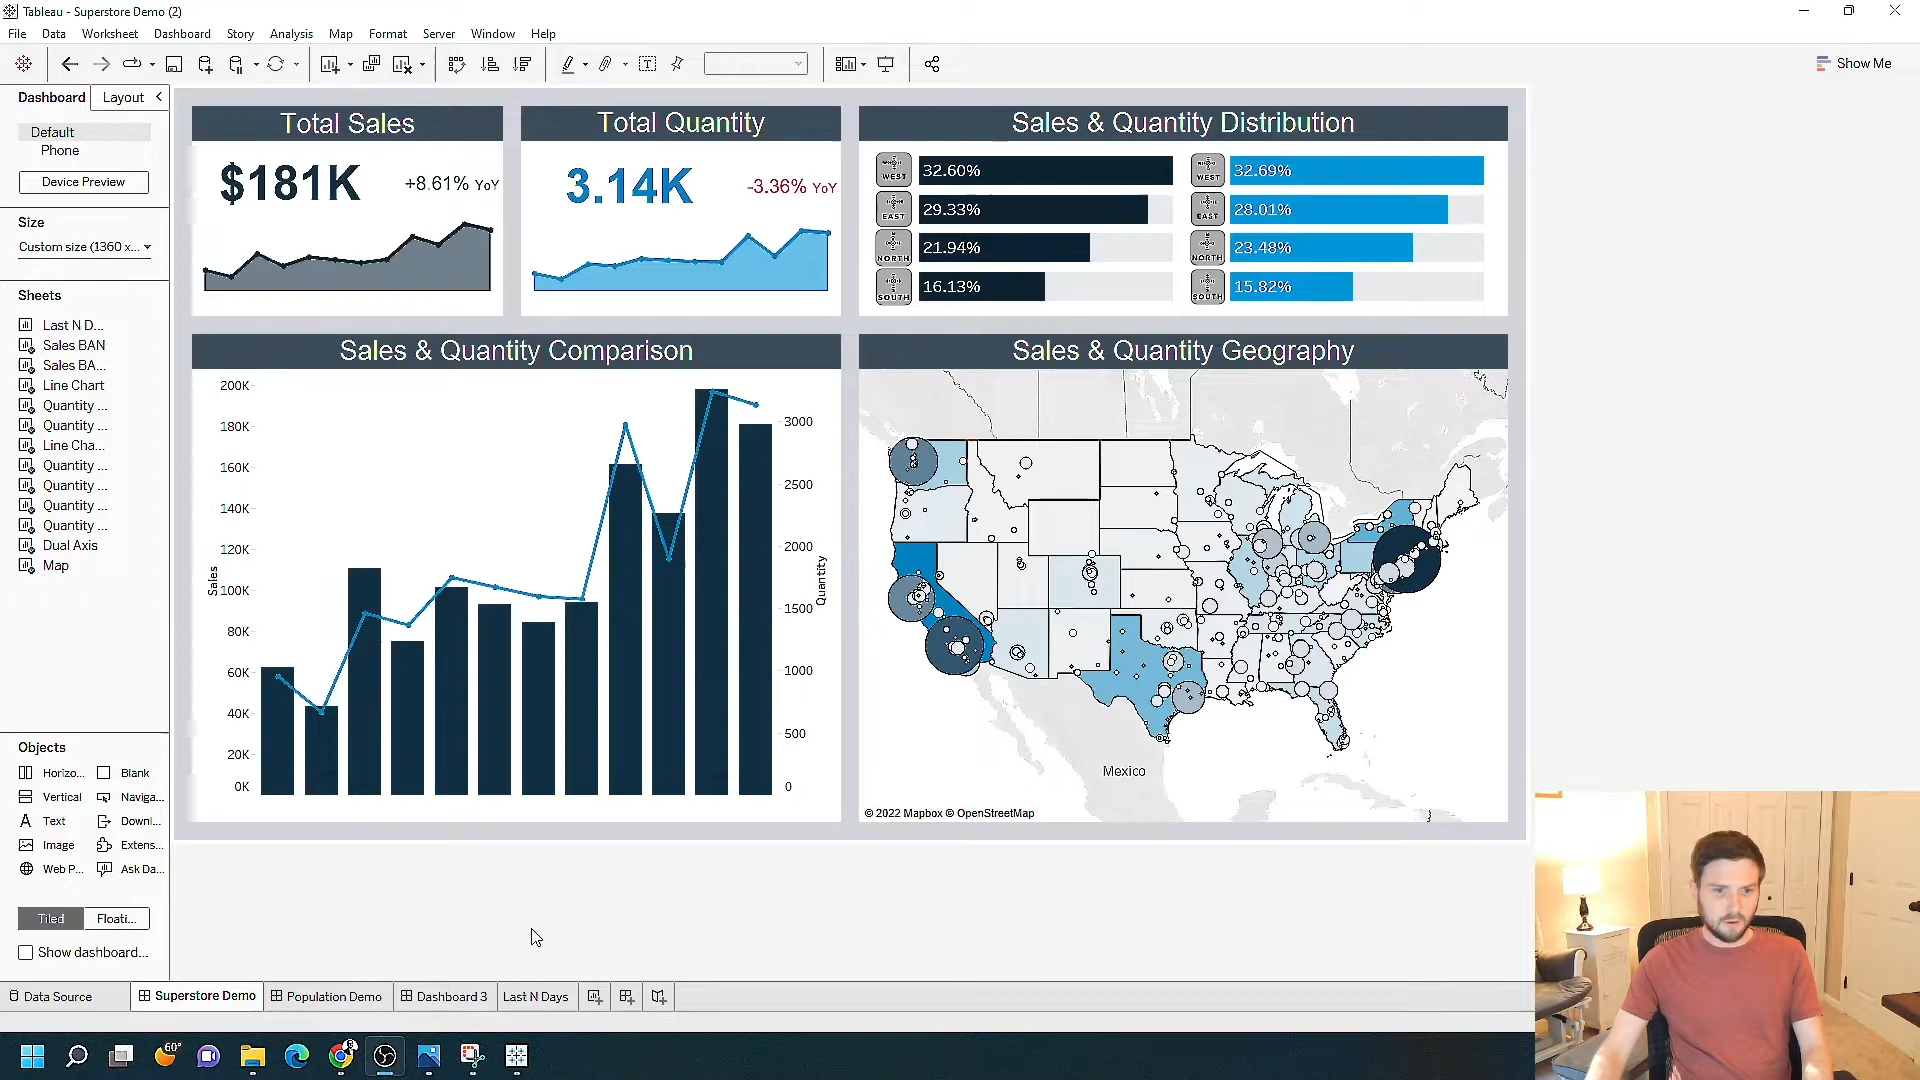 Tableau - Superstore Demo (2)
File Data Worksheet Dashboard Story Analysis Map Format Server Window Help
Show Me
Dashboard Layout
Default
Phone
Device Preview
Size
Custom size (1360 x...
Sheets
Last N D...
Sales BAN
Sales BA...
Line Chart
Quantity ...
Quantity ...
Line Cha...
Quantity ...
Quantity ...
Quantity ...
Quantity ...
Dual Axis
Map
Objects
Horizo... Blank
Vertical Naviga...
Text Downl...
Image Extens...
Web P... Ask Da...
Tiled Floati...
Show dashboard...
Total Sales
$181K +8.61% YoY
Total Quantity
3.14K -3.36% YoY
Sales & Quantity Distribution
WEST 32.60% WEST 32.69%
EAST 29.33% EAST 28.01%
NORTH 21.94% NORTH 23.48%
SOUTH 16.13% SOUTH 15.82%
Sales & Quantity Comparison
200K
180K
160K
140K
120K
100K
80K
60K
40K
20K
0K
Sales
3000
2500
2000
1500
1000
500
0
Quantity
Sales & Quantity Geography
Mexico
© 2022 Mapbox © OpenStreetMap
Data Source Superstore Demo Population Demo Dashboard 3 Last N Days
60°